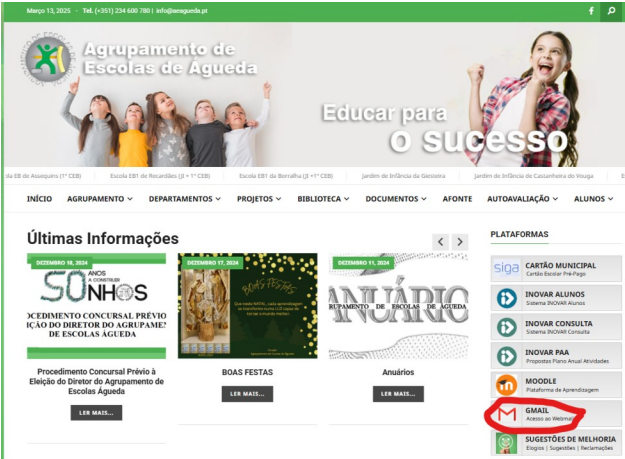 Março 13, 2025 - Tel. (+351) 234 600 780 | info@aeagueda.pt
Agrupamento de
Escolas de Águeda
Educar para
o sucesso
ola EB de Assequins (1º CEB)
Escola EB1 de Recardães (JI + 1º CEB)
Escola EB1 da Borralha (JI +1º CEB)
Jardim de Infância da Giesteira
Jardim de Infância de Castanheira do Vouga
INÍCIO AGRUPAMENTO DEPARTAMENTOS PROJETOS BIBLIOTECA DOCUMENTOS AFONTE AUTOAVALIAÇÃO ALUNOS
Últimas Informações
DEZEMBRO 18, 2024
50 ANOS
A CONSTRUIR
SONHOS
OCEDIMENTO CONCURSAL PRÉVIO
IÇÃO DO DIRETOR DO AGRUPAME
DE ESCOLAS DE ÁGUEDA
Procedimento Concursal Prévio à
Eleição do Diretor do Agrupamento de
Escolas Águeda
LER MAIS...
DEZEMBRO 17, 2024
BOAS FESTAS
BOAS FESTAS
LER MAIS...
DEZEMBRO 11, 2024
ANUÁRIO
RUPAMENTO DE ESCOLAS DE ÁGUEDA
Anuários
LER MAIS...
PLATAFORMAS
siga
CARTÃO MUNICIPAL
Cartão Escolar Pré-Pago
INOVAR ALUNOS
Sistema INOVAR Alunos
INOVAR CONSULTA
Sistema INOVAR Consulta
INOVAR PAA
Propostas Plano Anual Atividades
MOODLE
Plataforma de Aprendizagem
GMAIL
Acesso ao Webmail
SUGESTÕES DE MELHORIA
Elogios | Sugestões | Reclamações